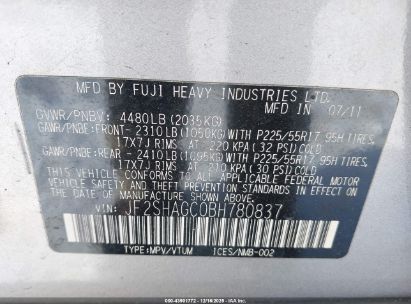 MFD BY FUJI HEAVY INDUSTRIES LTD.
IN 07/11
GVWR/PNBV: 4480LB(2035KG)
GAWR/PNBE:FRONT- 2310LB(1050KG)WITH P225/55R17 95H TIRES,
17X7J RIMS,AT 220 KPA(32 PSI)COLD
GAWR/PNBE:REAR - 2410LB(1095KG)WITH P225/55R17 95H TIRES,
17X7J RIMS,AT 210 KPA(30 PSI)COLD
THIS VEHICLE CONFORMS TO ALL
APPLICABLE FEDERAL MOTOR VEHICLE SAFETY STANDARDS IN
EFFECT ON THE DATE OF MANUFACTURE SHOWN ABOVE.
VIN: JF2SHAGC0BH780837
TYPE:MPV/VTUM ICES/NMB-002